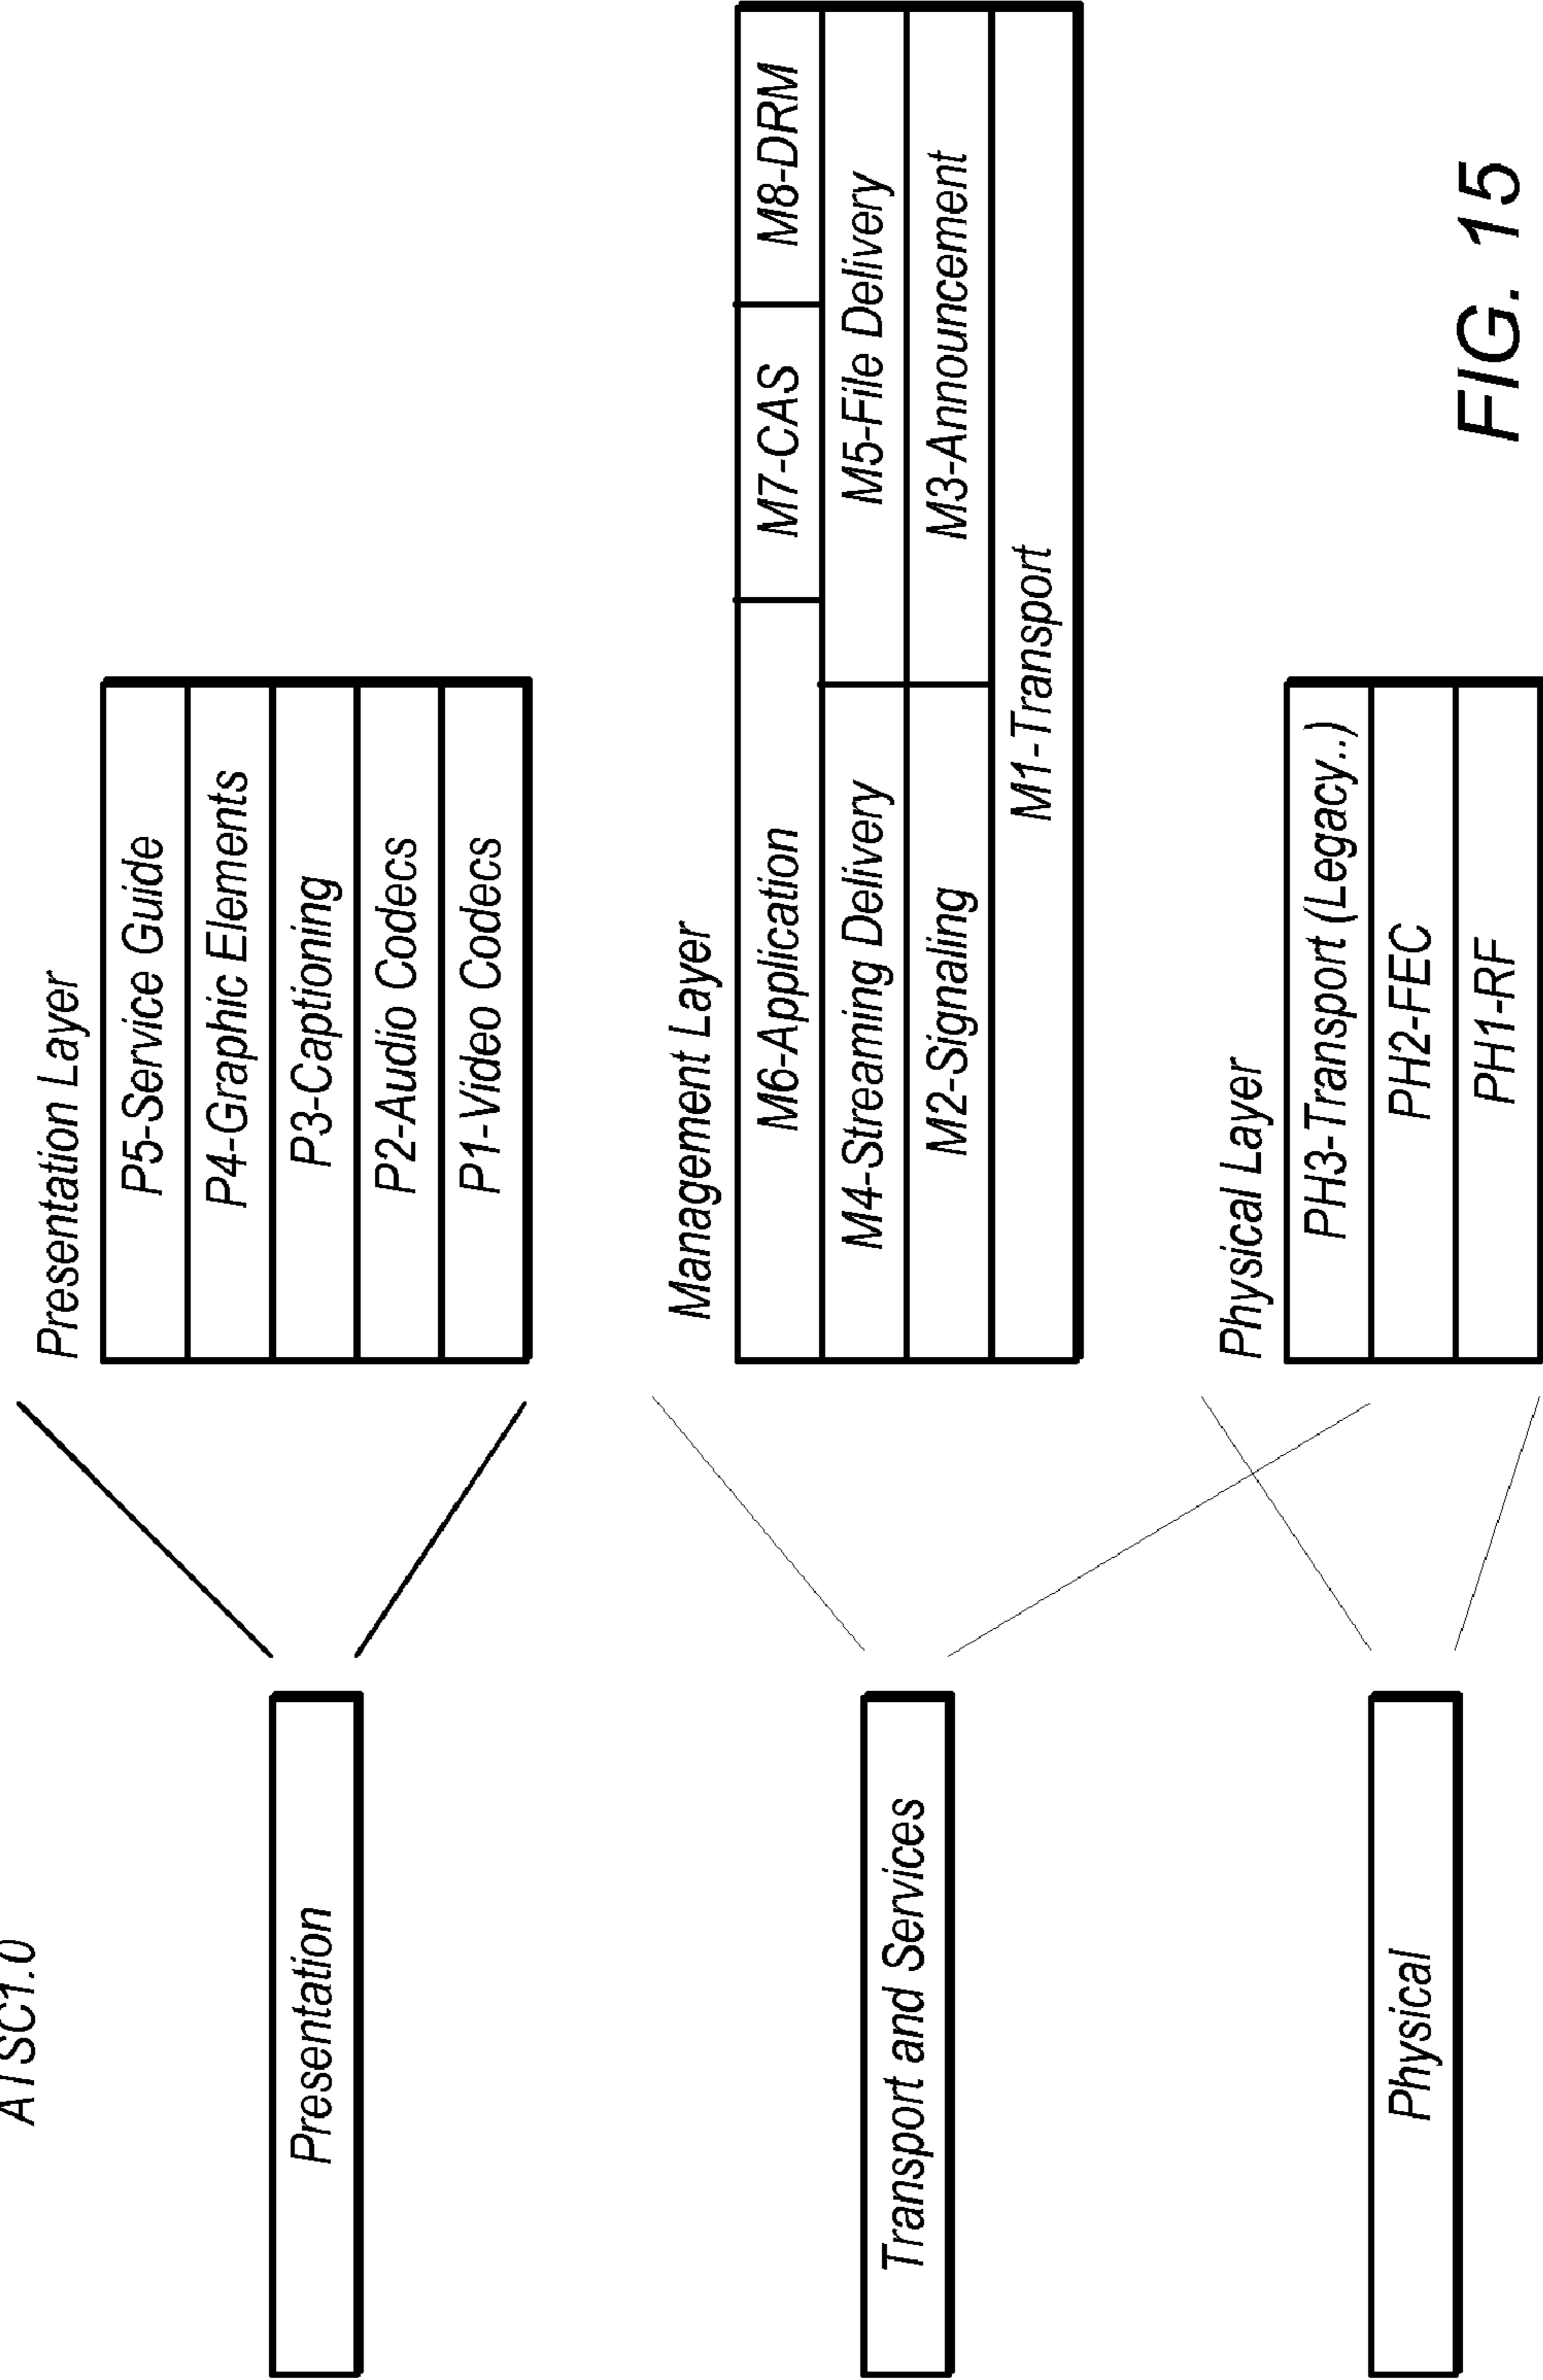 ATSC1.0
Presentation
Transport and Services
Physical
Presentation Layer
P5-Service Guide
P4-Graphic Elements
P3-Captioning
P2-Audio Codecs
P1-Video Codecs
Management Layer
M6-Application
M7-CAS
M8-DRM
M4-Streaming Delivery
M5-File Delivery
M2-Signaling
M3-Announcement
M1-Transport
Physical Layer
PH3-Transport (Legacy..)
PH2-FEC
PH1-RF
FIG. 15